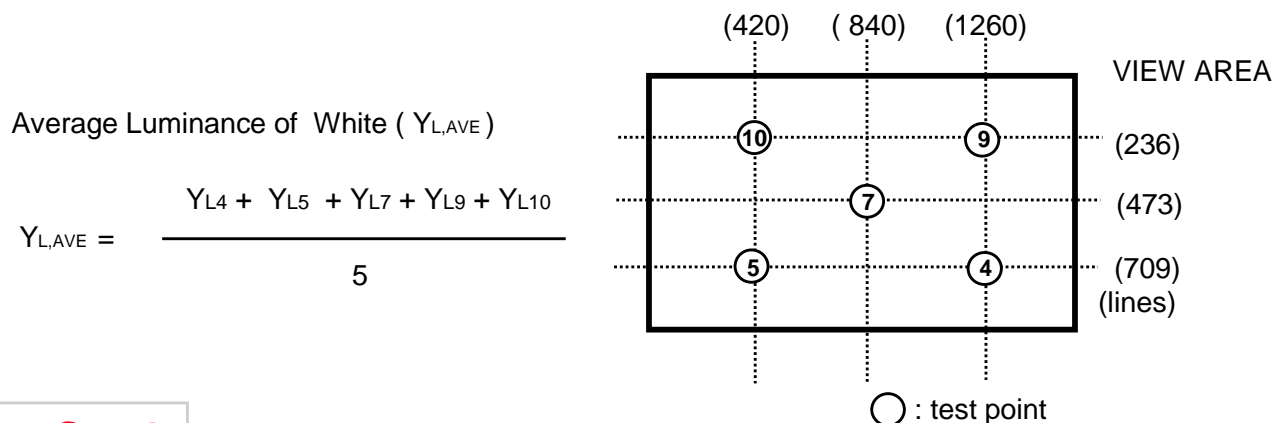 (420) ( 840) (1260)
VIEW AREA
Average Luminance of White ( YL,AVE )
10 9 (236)
YL4 + YL5 + YL7 + YL9 + YL10
7 (473)
YL,AVE =
5
5 4 (709)
(lines)
: test point